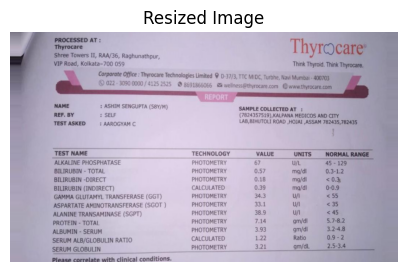 Resized Image
PROCESSED AT :
Thyrocare
Three Towers II, RAA/36, Raghunathpur,
VIP Road, Kolkata-700 059
Thyrocare®
Think Thyroid. Think Thyrocare.
Corporate Office : Thyrocare Technologies Limited D-37/3, TTC MIDC, Turbhe, Navi Mumbai - 400703
022 - 3090 0000 / 4125 2525 8691866066 wellness@thyrocare.com www.thyrocare.com
REPORT
NAME : ASHIM SENGUPTA (58Y/M)
REF. BY : SELF
TEST ASKED : AAROGYAM C
SAMPLE COLLECTED AT :
(7824357519),KALPANA MEDICOS AND CITY
LAB,BINUTOLI ROAD ,HOJAI ,ASSAM 782435,782435
TEST NAME TECHNOLOGY VALUE UNITS NORMAL RANGE
ALKALINE PHOSPHATASE PHOTOMETRY 67 U/L 45 - 129
BILIRUBIN - TOTAL PHOTOMETRY 0.57 mg/dl 0.3-1.2
BILIRUBIN -DIRECT PHOTOMETRY 0.18 mg/dl < 0.3
BILIRUBIN (INDIRECT) CALCULATED 0.39 mg/dl 0-0.9
GAMMA GLUTAMYL TRANSFERASE (GGT) PHOTOMETRY 34.3 U/l < 55
ASPARTATE AMINOTRANSFERASE (SGOT ) PHOTOMETRY 33.1 U/l < 35
ALANINE TRANSAMINASE (SGPT) PHOTOMETRY 38.9 U/l < 45
PROTEIN - TOTAL PHOTOMETRY 7.14 gm/dl 5.7-8.2
ALBUMIN - SERUM PHOTOMETRY 3.93 gm/dl 3.2-4.8
SERUM ALB/GLOBULIN RATIO CALCULATED 1.22 Ratio 0.9 - 2
SERUM GLOBULIN PHOTOMETRY 3.21 gm/dL 2.5-3.4
Please correlate with clinical conditions.